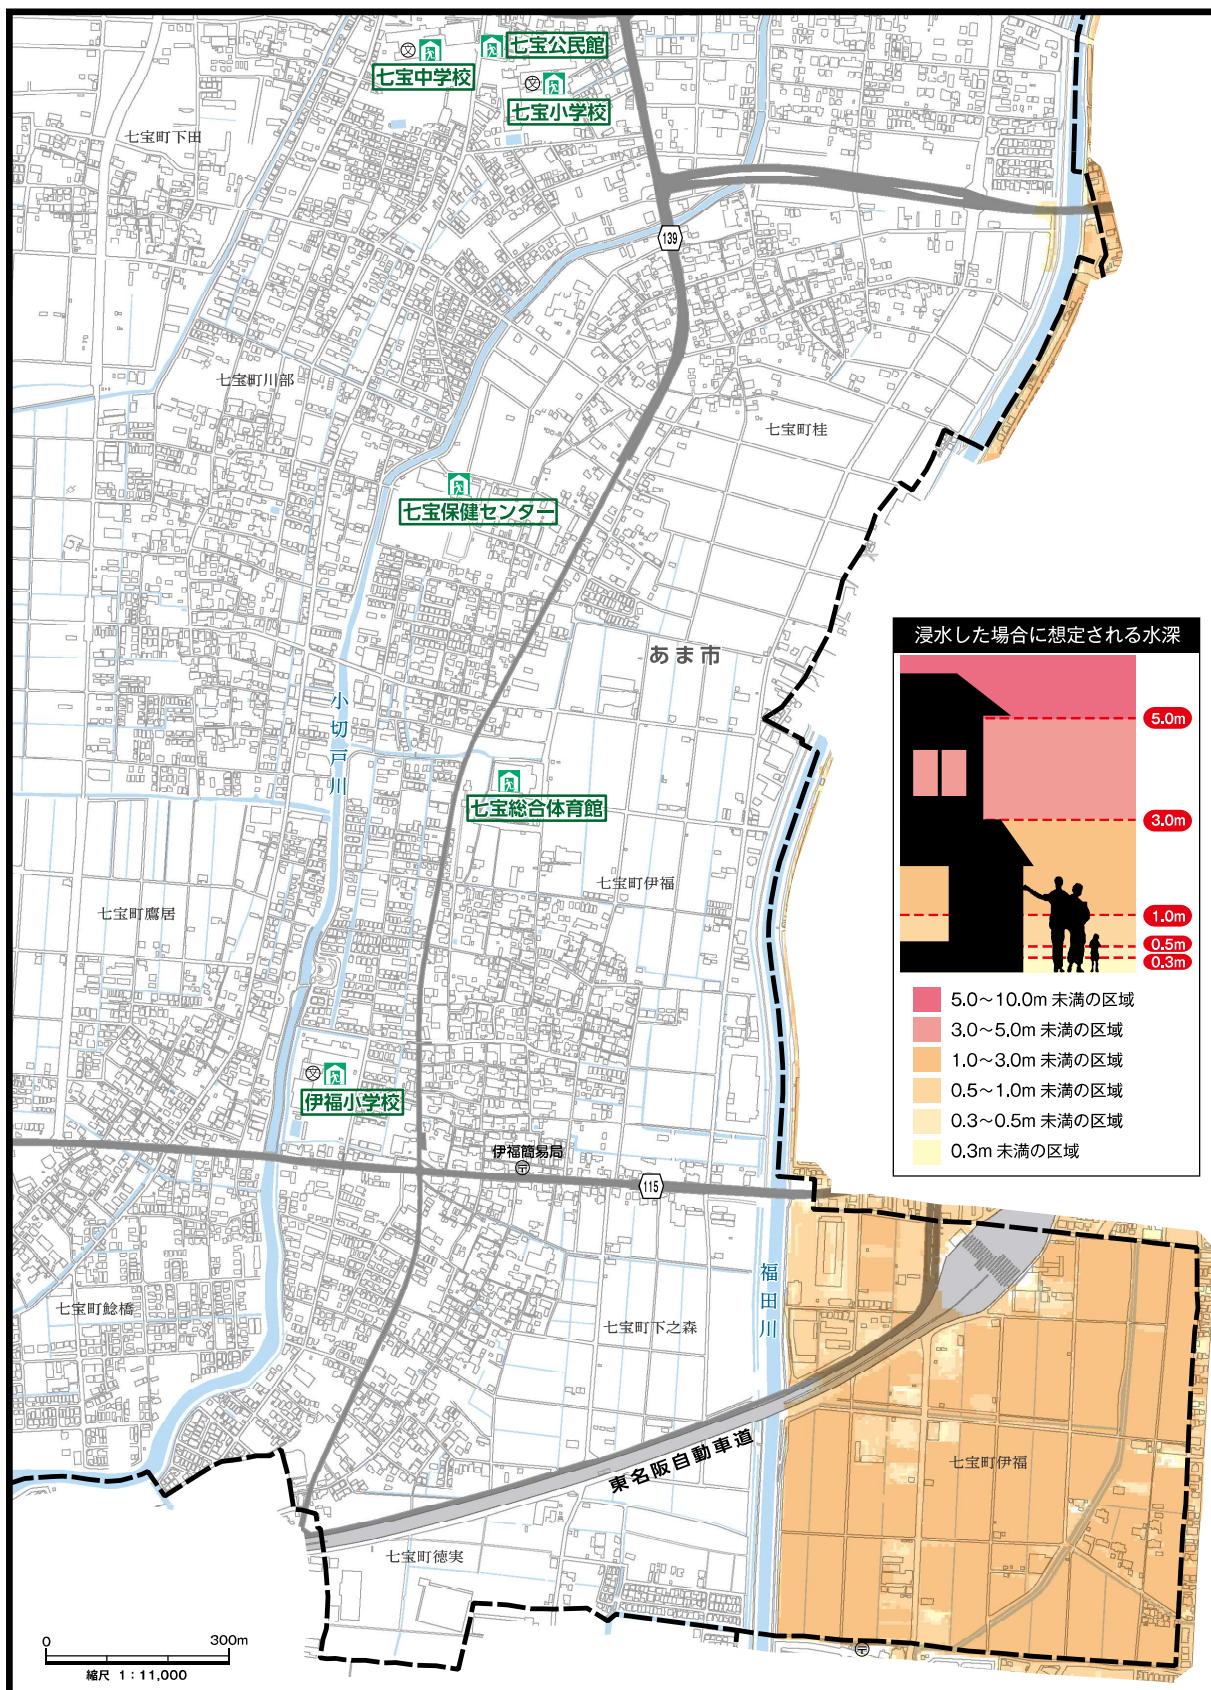 文
七宝公民館
七宝中学校
文
七宝小学校
七宝町下田
139
七宝町川部
七宝町桂
七宝保健センター
あま市
小切戸川
七宝総合体育館
七宝町伊福
七宝町鷹居
文
伊福小学校
伊福簡易局
〒
115
福田川
七宝町鯰橋
七宝町下之森
東名阪自動車道
七宝町伊福
七宝町徳実
〒
0 300m
縮尺 1:11,000
浸水した場合に想定される水深
5.0m
3.0m
1.0m
0.5m
0.3m
5.0～10.0m 未満の区域
3.0～5.0m 未満の区域
1.0～3.0m 未満の区域
0.5～1.0m 未満の区域
0.3～0.5m 未満の区域
0.3m 未満の区域